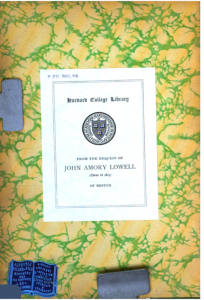 Harvard College Library
FROM THE BEQUEST OF
JOHN AMORY LOWELL
(Class of 1815)
OF BOSTON